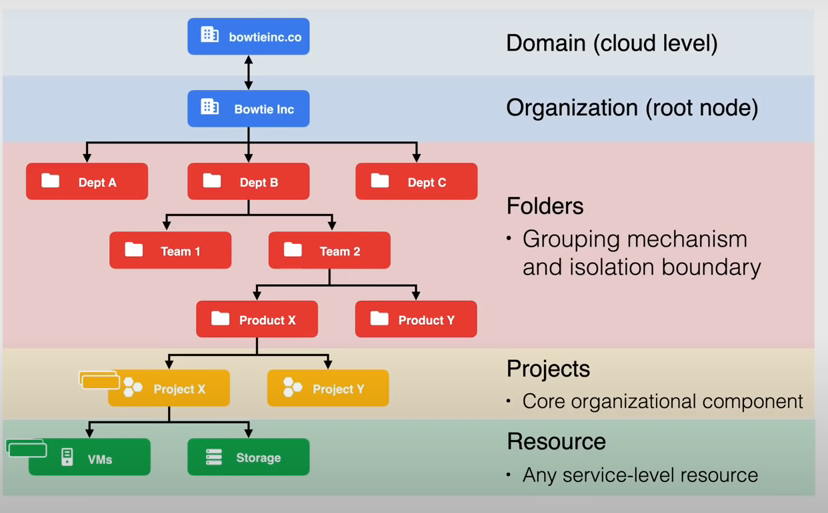 bowtieinc.co
Domain (cloud level)
Bowtie Inc
Organization (root node)
Dept A
Dept B
Dept C
Folders
• Grouping mechanism
and isolation boundary
Team 1
Team 2
Product X
Product Y
Projects
• Core organizational component
Project X
Project Y
Resource
• Any service-level resource
VMs
Storage